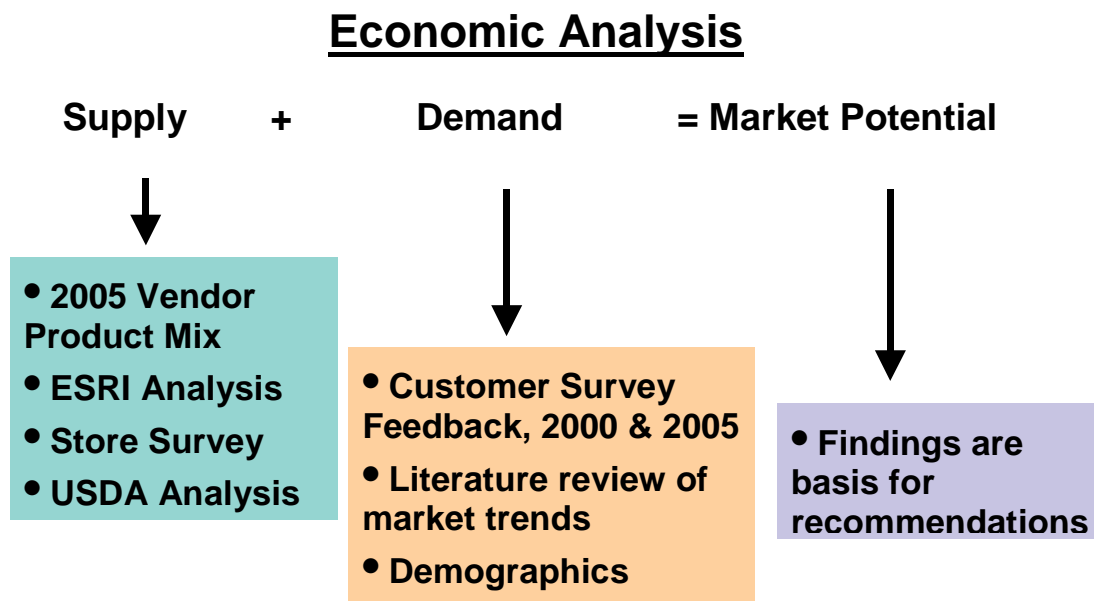 Economic Analysis
Supply + Demand = Market Potential
• 2005 Vendor
Product Mix
• ESRI Analysis
• Store Survey
• USDA Analysis
• Customer Survey
Feedback, 2000 & 2005
• Literature review of
market trends
• Demographics
• Findings are
basis for
recommendations